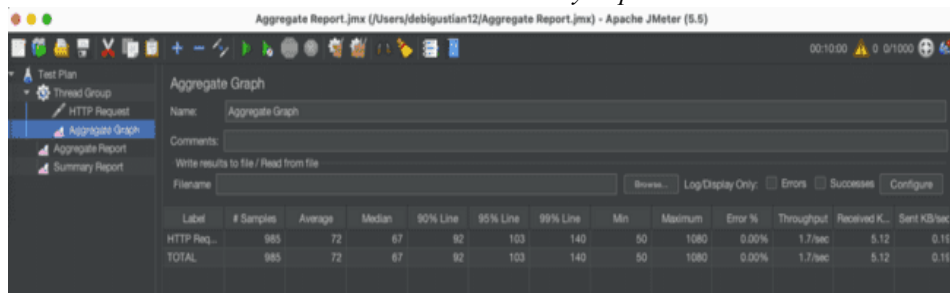 Aggregate Report.jmx (/Users/debigustian12/Aggregate Report.jmx) - Apache JMeter (5.5)
00:10:00 0 0/1000
Test Plan
Thread Group
HTTP Request
Aggregate Graph
Aggregate Report
Summary Report
Aggregate Graph
Name: Aggregate Graph
Comments:
Write results to file / Read from file
Filename Browse... Log/Display Only: Errors Successes Configure
Label # Samples Average Median 90% Line 95% Line 99% Line Min Maximum Error % Throughput Received K... Sent KB/sec
HTTP Req... 985 72 67 92 103 140 50 1080 0.00% 1.7/sec 5.12 0.19
TOTAL 985 72 67 92 103 140 50 1080 0.00% 1.7/sec 5.12 0.19